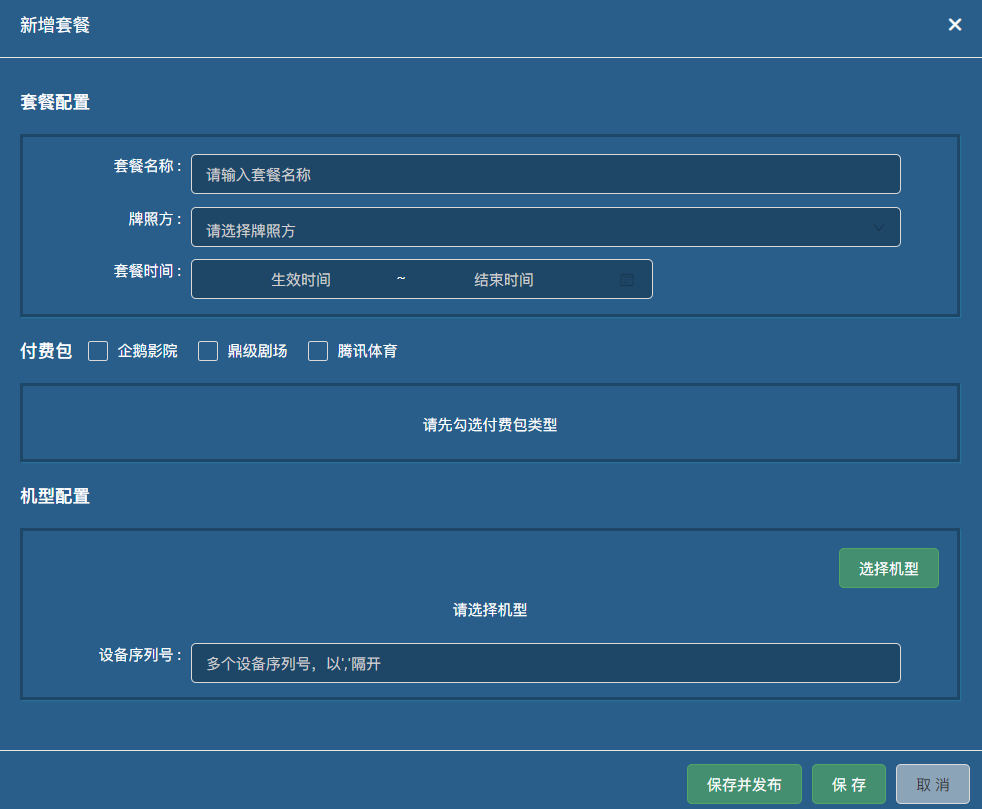 新增套餐
套餐配置
套餐名称 :
请输入套餐名称
牌照方 :
请选择牌照方
套餐时间 :
生效时间 ~ 结束时间
付费包 企鹅影院 鼎级剧场 腾讯体育
请先勾选付费包类型
机型配置
选择机型
请选择机型
设备序列号 :
多个设备序列号，以','隔开
保存并发布 保 存 取 消